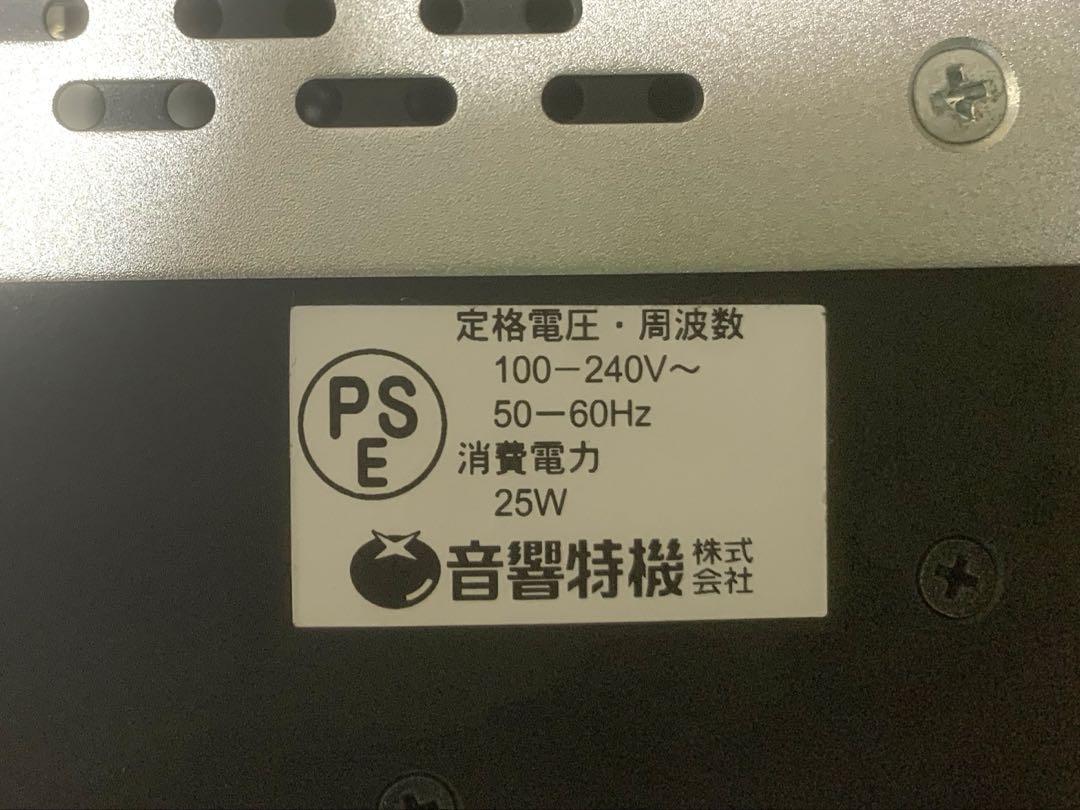 定格電圧・周波数
100-240V~
50-60Hz
PS
E
消費電力
25W
音響特機株式
会社